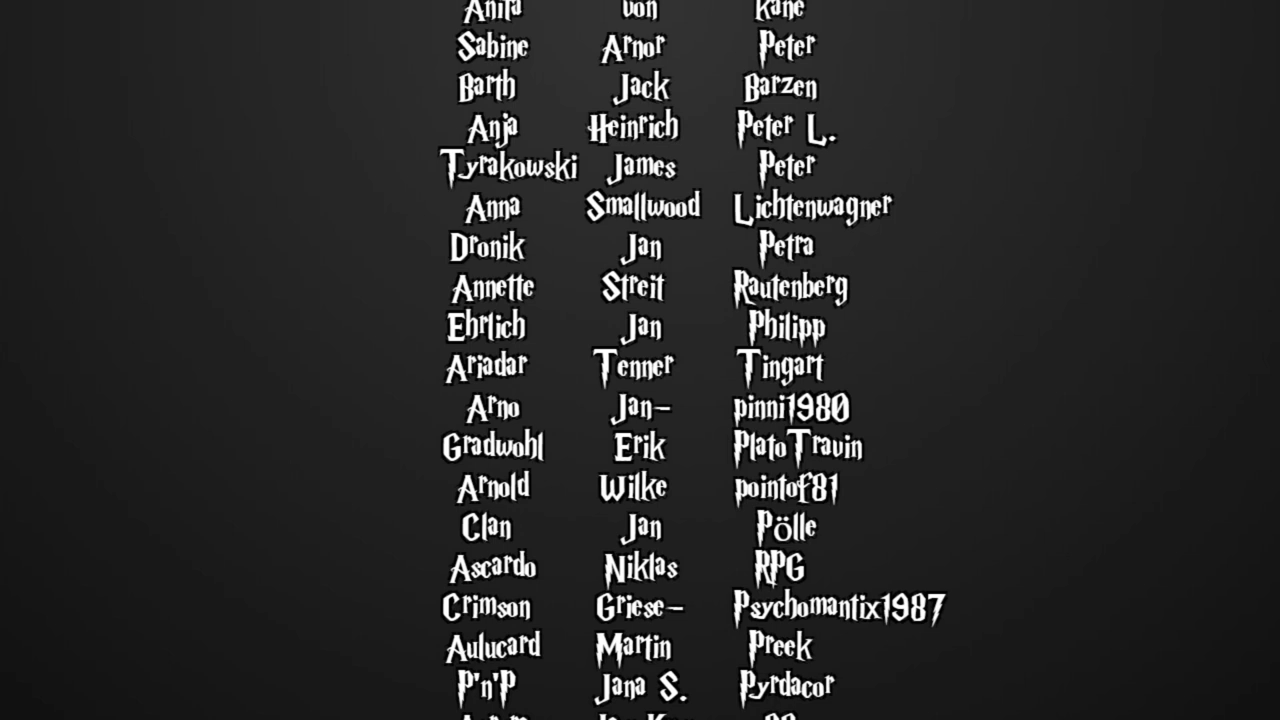 Anita von Kane
Sabine Arnor Peter
Barth Jack Barzen
Anja Heinrich Peter L.
Tyrakowski James Peter
Anna Smallwood Lichtenwagner
Dronik Jan Petra
Annette Streit Rautenberg
Ehrlich Jan Philipp
Ariadar Tenner Tingart
Arno Jan- pinni1980
Gradwohl Erik PlatoTravin
Arnold Wilke pointof81
Clan Jan Pölle
Ascardo Niklas RPG
Crimson Griese- Psychomantix1987
Aulucard Martin Preek
P'n'P Jana S. Pyrdacor